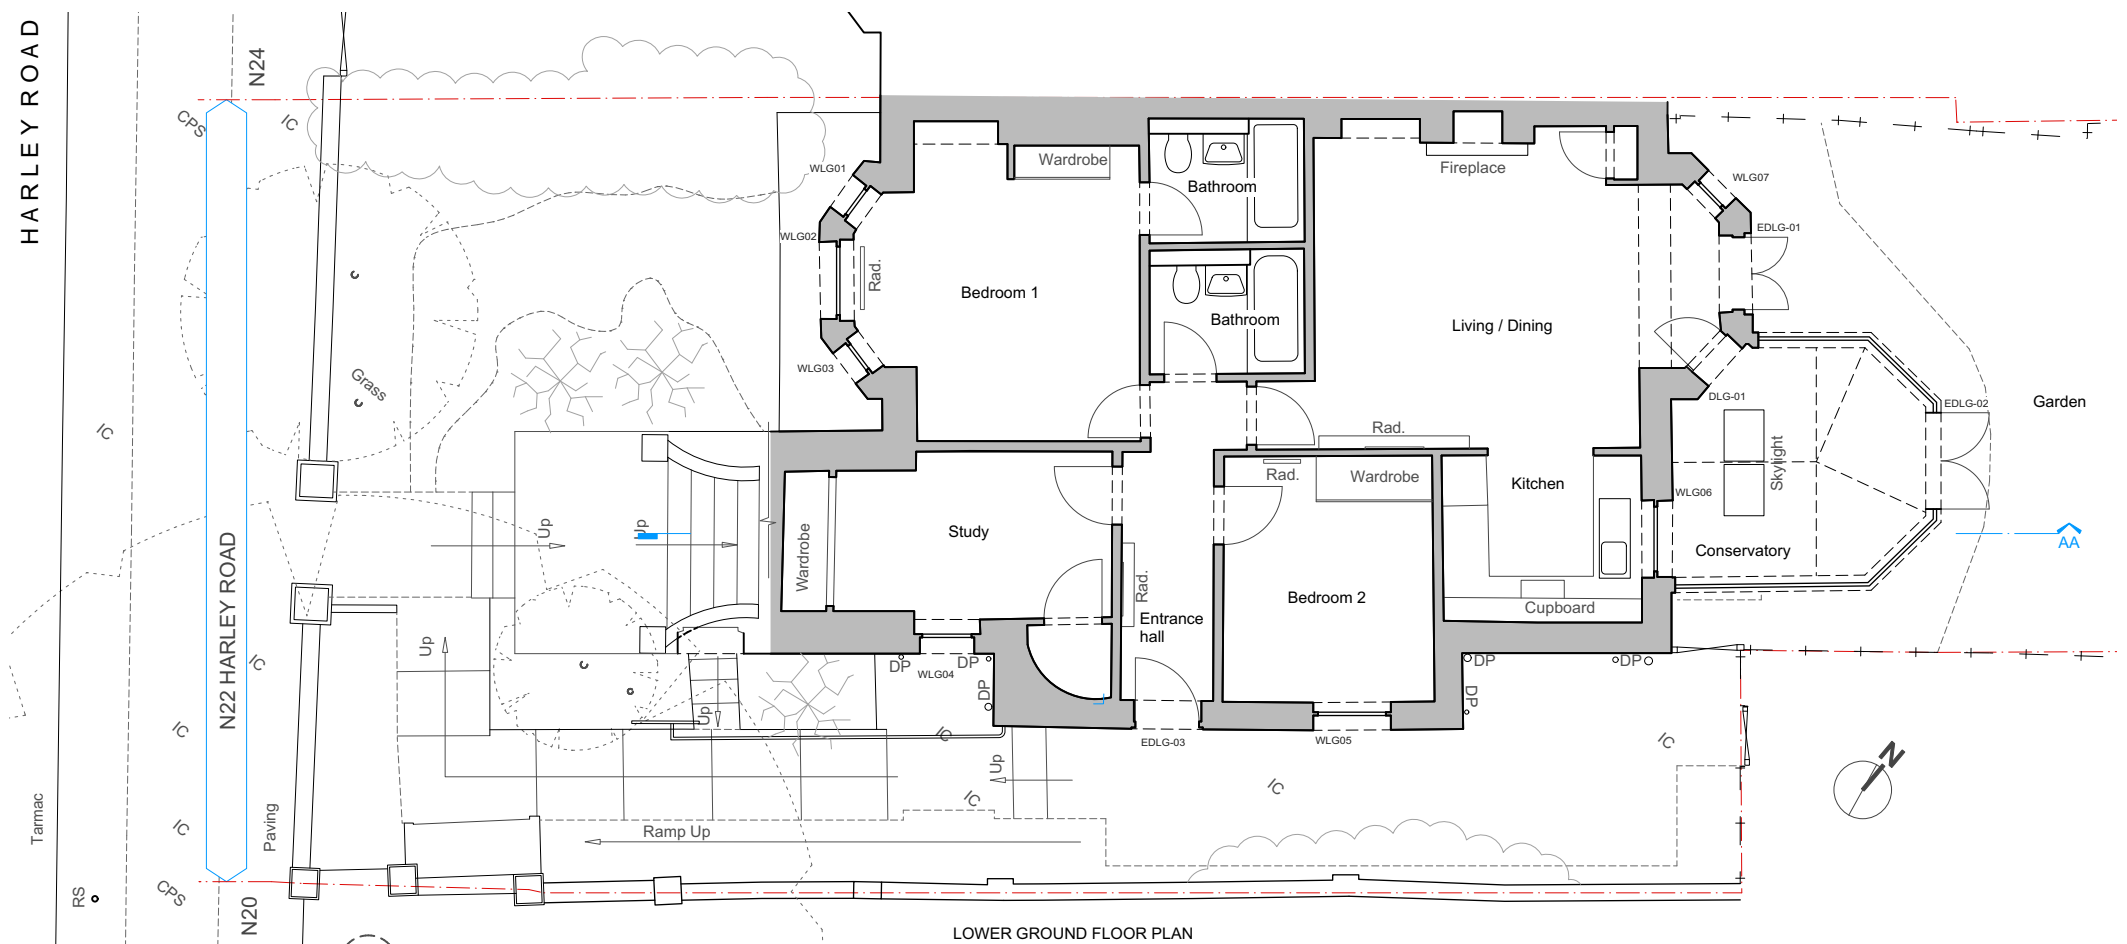 HARLEY ROAD
N24
CPS
IC
WLG01
Wardrobe
Bathroom
Fireplace
WLG07
WLG02
EDLG-01
Rad.
Bedroom 1
Bathroom
Living / Dining
WLG03
Grass
DLG-01
EDLG-02
Garden
IC
Rad.
Rad.
Wardrobe
Kitchen
Skylight
WLG06
Up
Up
Study
Wardrobe
Conservatory
AA
N22 HARLEY ROAD
Rad.
Bedroom 2
Cupboard
Entrance
hall
Up
IC
DP
DP
WLG04
DP
DP
DP
DP
Up
IC
IC
EDLG-03
WLG05
IC
N
Up
IC
IC
Tarmac
IC
Paving
Ramp Up
RS
CPS
N20
LOWER GROUND FLOOR PLAN